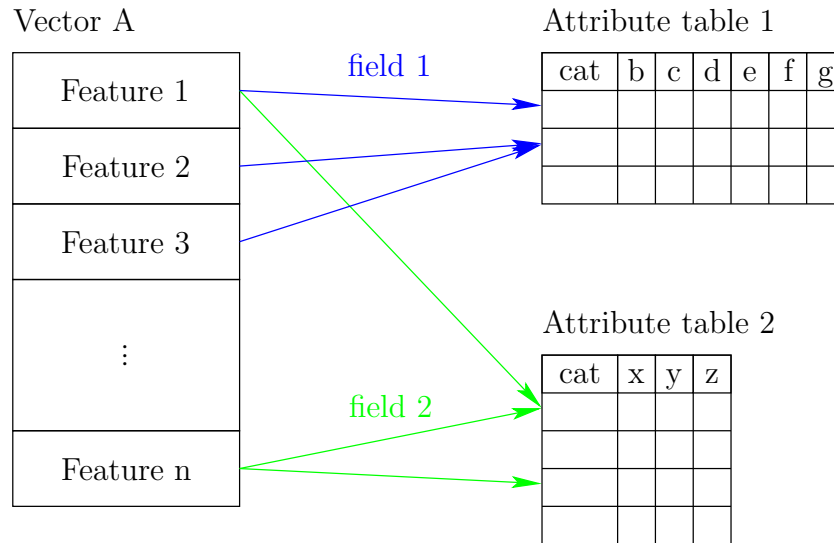 Vector A
Feature 1
Feature 2
Feature 3
⋮
Feature n
field 1
field 2
Attribute table 1
cat b c d e f g
Attribute table 2
cat x y z